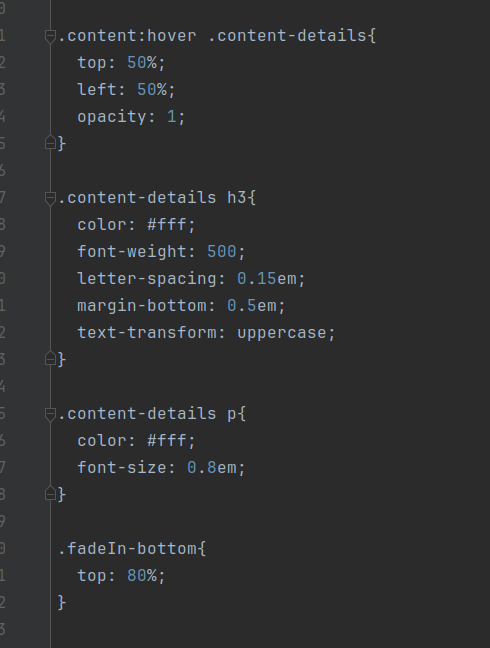 .content:hover .content-details{
  top: 50%;
  left: 50%;
  opacity: 1;
}
.content-details h3{
  color: #fff;
  font-weight: 500;
  letter-spacing: 0.15em;
  margin-bottom: 0.5em;
  text-transform: uppercase;
}
.content-details p{
  color: #fff;
  font-size: 0.8em;
}
.fadeIn-bottom{
  top: 80%;
}